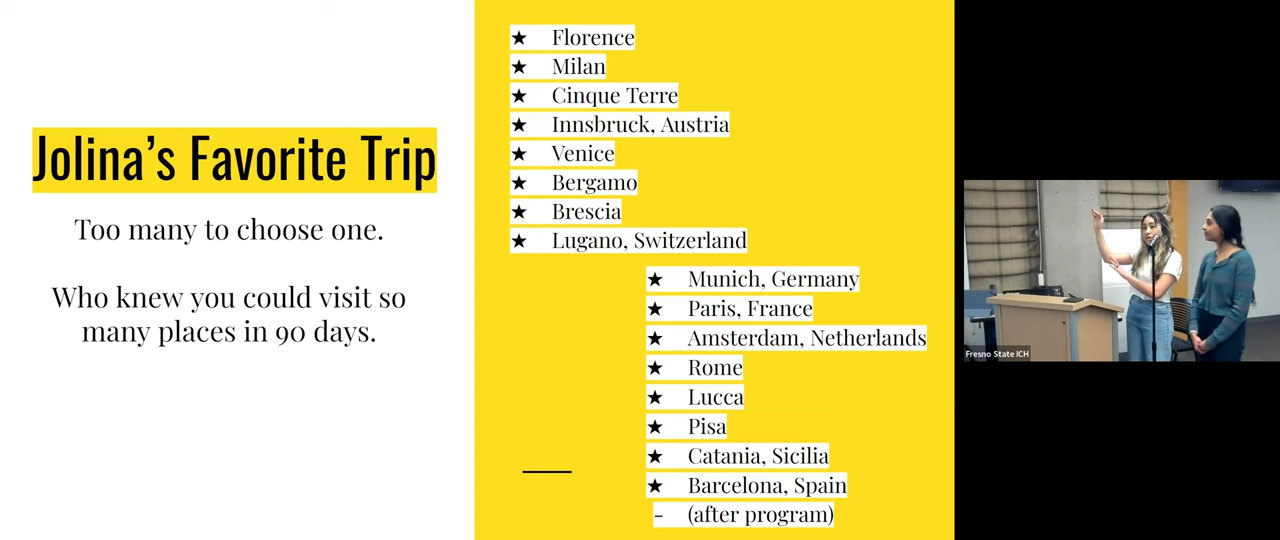 Jolina's Favorite Trip
Too many to choose one.
Who knew you could visit so
many places in 90 days.
★ Florence
★ Milan
★ Cinque Terre
★ Innsbruck, Austria
★ Venice
★ Bergamo
★ Brescia
★ Lugano, Switzerland
★ Munich, Germany
★ Paris, France
★ Amsterdam, Netherlands
★ Rome
★ Lucca
★ Pisa
★ Catania, Sicilia
★ Barcelona, Spain
- (after program)
Fresno State ICH